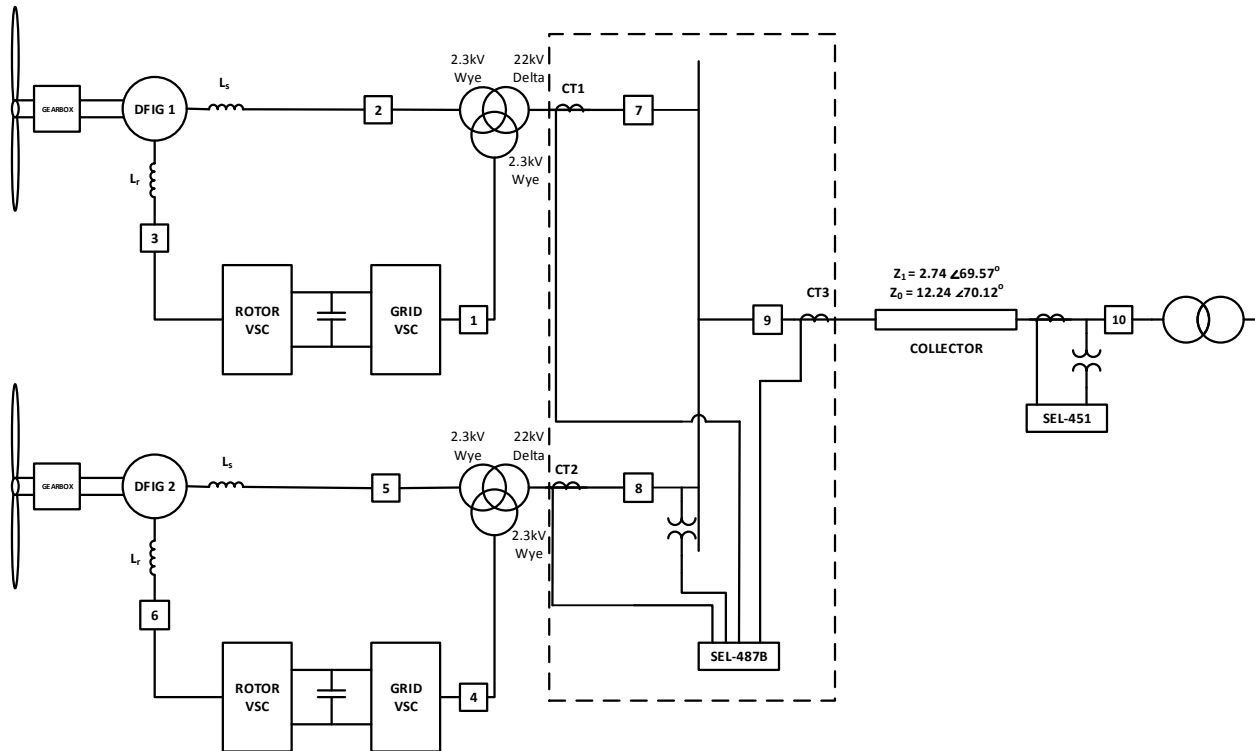 2.3kV
Wye
22kV
Delta
CT1
Ls
GEARBOX
DFIG 1
2
7
2.3kV
Wye
Lr
3
ROTOR
VSC
GRID
VSC
1
Z1 = 2.74 ∠69.57o
Z0 = 12.24 ∠70.12o
CT3
9
10
COLLECTOR
SEL-451
2.3kV
Wye
22kV
Delta
CT2
Ls
GEARBOX
DFIG 2
5
8
2.3kV
Wye
Lr
6
SEL-487B
ROTOR
VSC
GRID
VSC
4